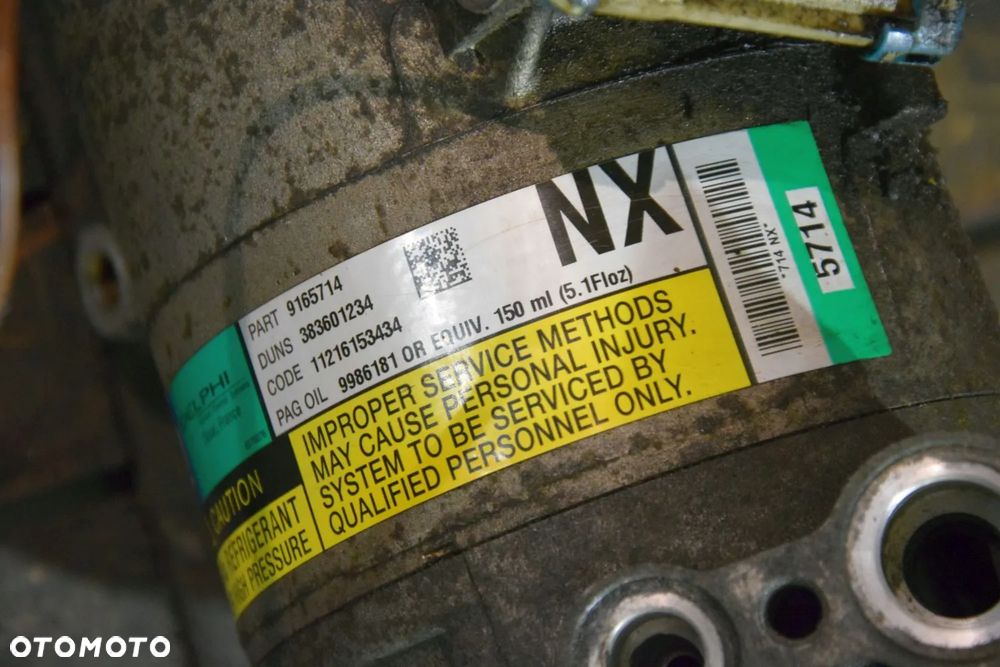 PART 9165714
DUNS 383601234
CODE 11216153434
PAG OIL 9986181 OR EQUIV. 150 ml (5.1Floz)
NX
*714 NX*
5714
DELPHI
France
CAUTION
REFRIGERANT
HIGH PRESSURE
IMPROPER SERVICE METHODS
MAY CAUSE PERSONAL INJURY.
SYSTEM TO BE SERVICED BY
QUALIFIED PERSONNEL ONLY.
OTOMOTO